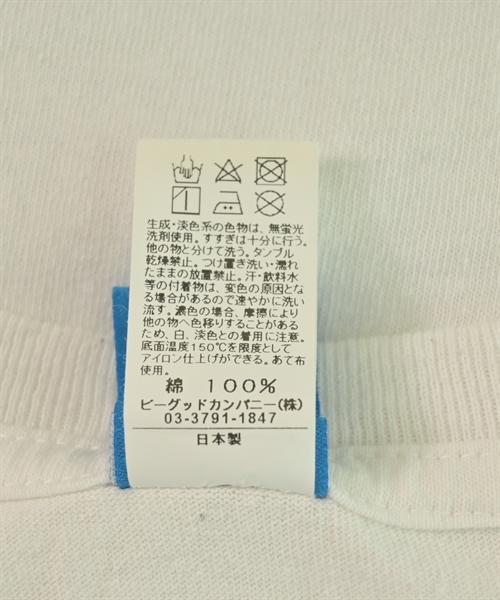 生成・淡色系の色物は、無蛍光
洗剤使用。すすぎは十分に行う。
他の物と分けて洗う。タンブル
乾燥禁止。つけ置き洗い・濡れ
たままの放置禁止。汗・飲料水
等の付着物は、変色の原因とな
る場合があるので速やかに洗い
流す。濃色の場合、摩擦により
他の物へ色移りすることがある
ため、白、淡色との着用に注意。
底面温度150℃を限度として
アイロン仕上げができる。あて布
使用。
綿 100%
ビーグッドカンパニー(株)
03-3791-1847
日本製